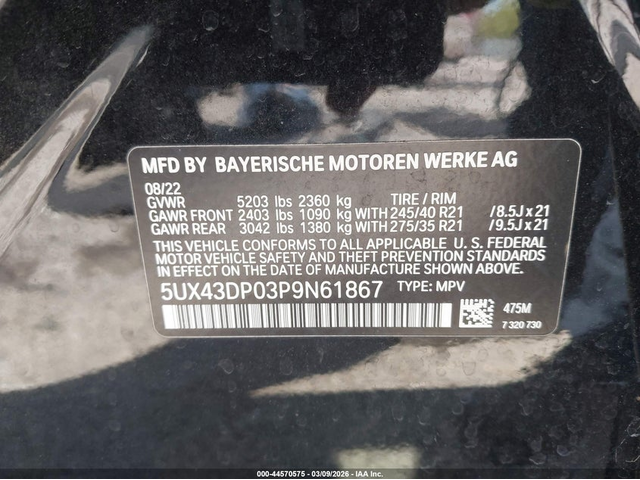 MFD BY BAYERISCHE MOTOREN WERKE AG
08/22
GVWR 5203 lbs 2360 kg TIRE / RIM
GAWR FRONT 2403 lbs 1090 kg WITH 245/40 R21 /8.5J x 21
GAWR REAR 3042 lbs 1380 kg WITH 275/35 R21 /9.5J x 21
THIS VEHICLE CONFORMS TO ALL APPLICABLE U. S. FEDERAL
MOTOR VEHICLE SAFETY, BUMPER, AND THEFT PREVENTION
STANDARDS IN EFFECT ON THE DATE OF MANUFACTURE SHOWN ABOVE.
5UX43DP03P9N61867 TYPE: MPV
475M
7 320 730
000-44570575 | 03/09/2026 | IAA Inc.